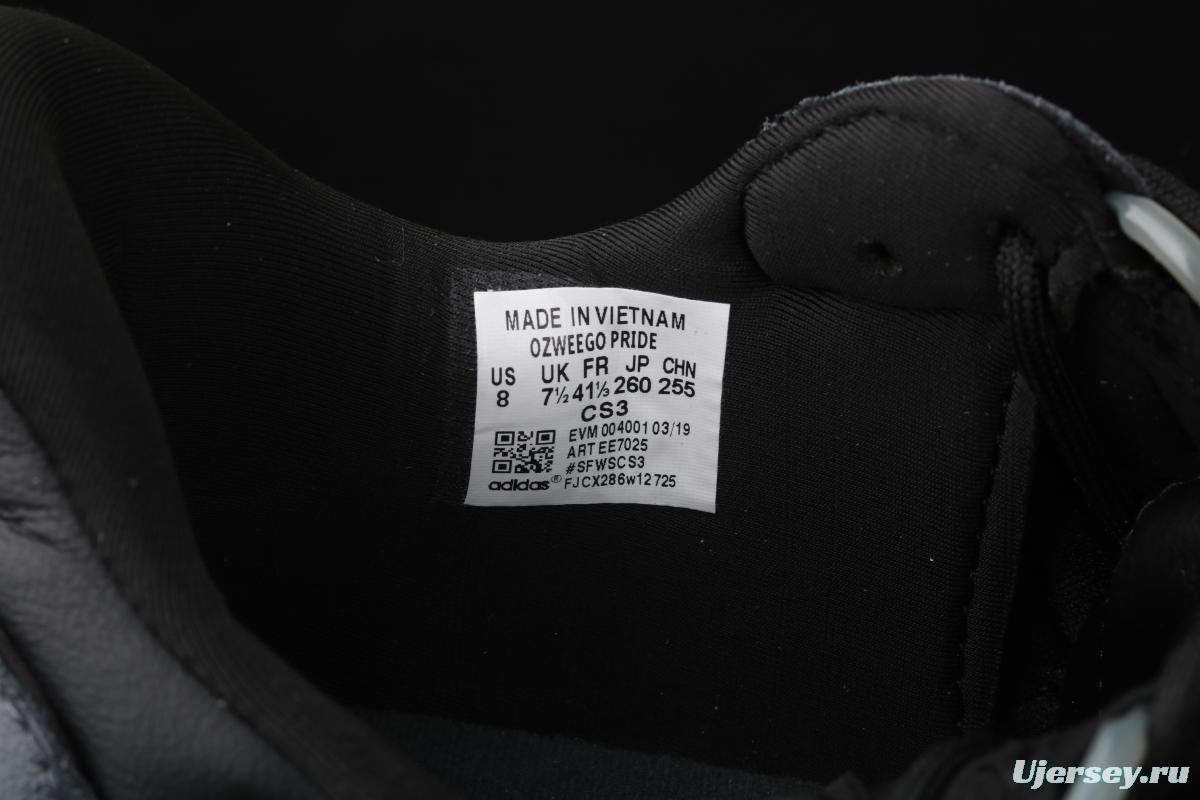 MADE IN VIETNAM
OZWEEGO PRIDE
US UK FR JP CHN
8 7½ 41⅓ 260 255
CS3
EVM 004001 03/19
ART EE7025
#SFWSCS3
adidas® FJCX286w12725
Ujersey.ru